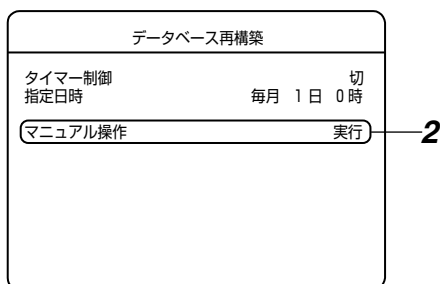 データベース再構築
タイマー制御 切
指定日時 毎月 1日 0時
マニュアル操作 実行 2